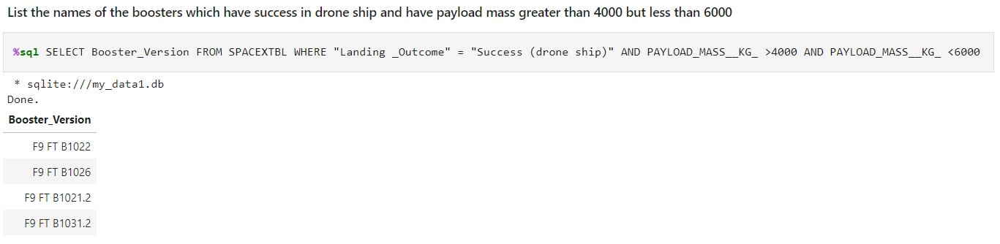 List the names of the boosters which have success in drone ship and have payload mass greater than 4000 but less than 6000
%sql SELECT Booster_Version FROM SPACEXTBL WHERE "Landing _Outcome" = "Success (drone ship)" AND PAYLOAD_MASS__KG_ >4000 AND PAYLOAD_MASS__KG_ <6000
* sqlite:///my_data1.db
Done.
Booster_Version
F9 FT B1022
F9 FT B1026
F9 FT B1021.2
F9 FT B1031.2